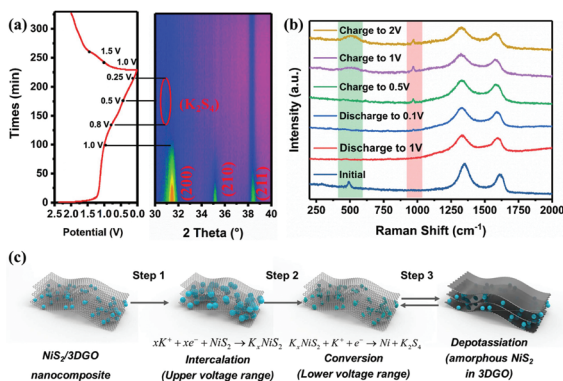 (a)
300
250
200
150
100
50
0
Times (min)
1.5 V
1.0 V
0.25 V
0.5 V
0.8 V
1.0 V
2.5 2.0 1.5 1.0 0.5 0.0
Potential (V)
(K₂S₄)
(200)
(210)
(211)
30 32 34 36 38 40
2 Theta (°)
(b)
Intensity (a.u.)
Charge to 2V
Charge to 1V
Charge to 0.5V
Discharge to 0.1V
Discharge to 1V
Initial
250 500 750 1000 1250 1500 1750 2000
Raman Shift (cm⁻¹)
(c)
Step 1
Step 2
Step 3
NiS₂/3DGO
nanocomposite
xK⁺ + xe⁻ + NiS₂ → KₓNiS₂
Intercalation
(Upper voltage range)
KₓNiS₂ + K⁺ + e⁻ → Ni + K₂S₄
Conversion
(Lower voltage range)
Depotassiation
(amorphous NiS₂
in 3DGO)